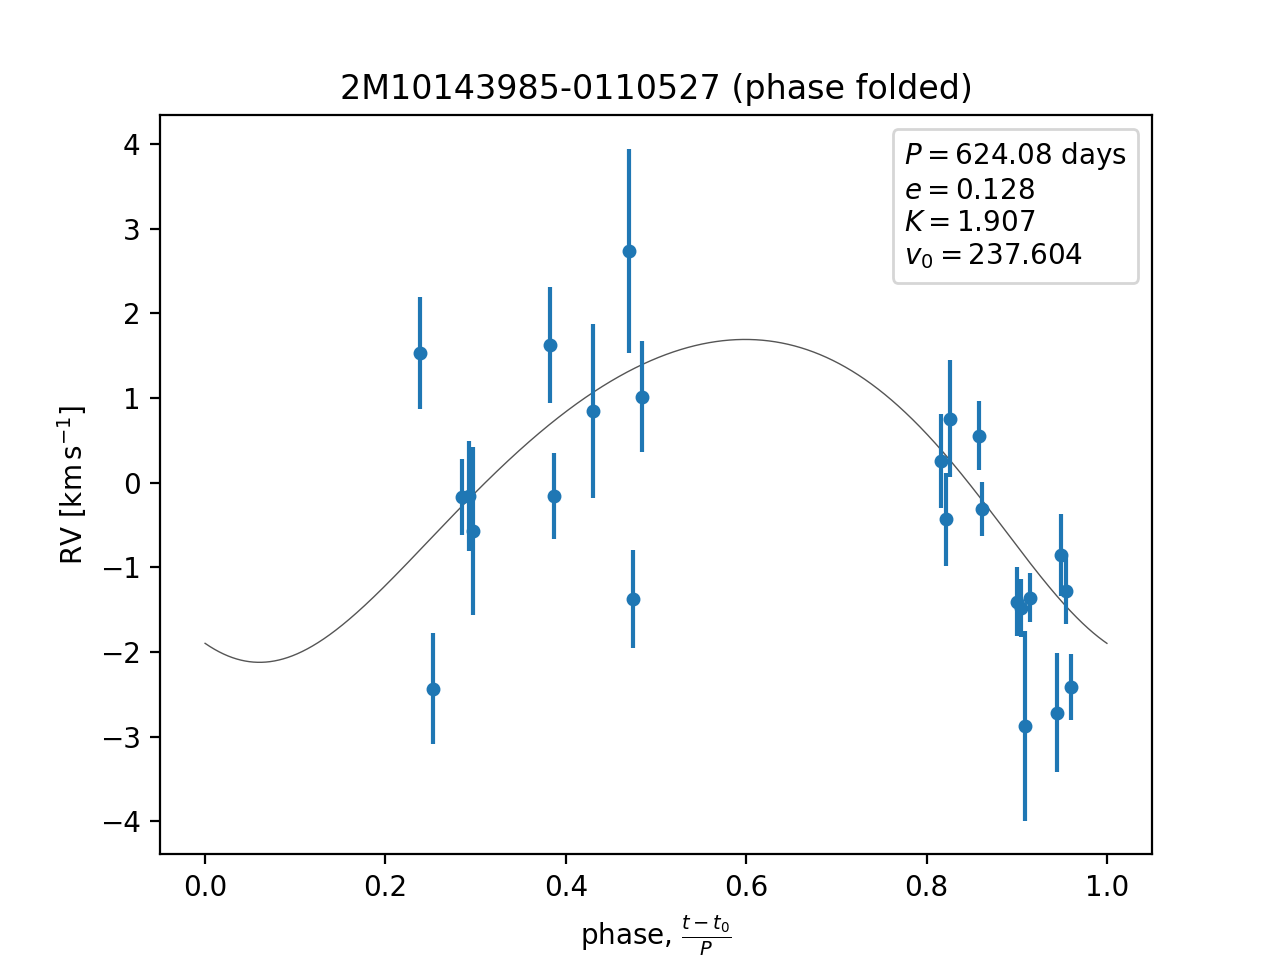 2M10143985-0110527 (phase folded)
P = 624.08 days
e = 0.128
K = 1.907
v₀ = 237.604
4
3
2
1
0
−1
−2
−3
−4
RV [km s⁻¹]
0.0 0.2 0.4 0.6 0.8 1.0
phase, (t − t₀)/P